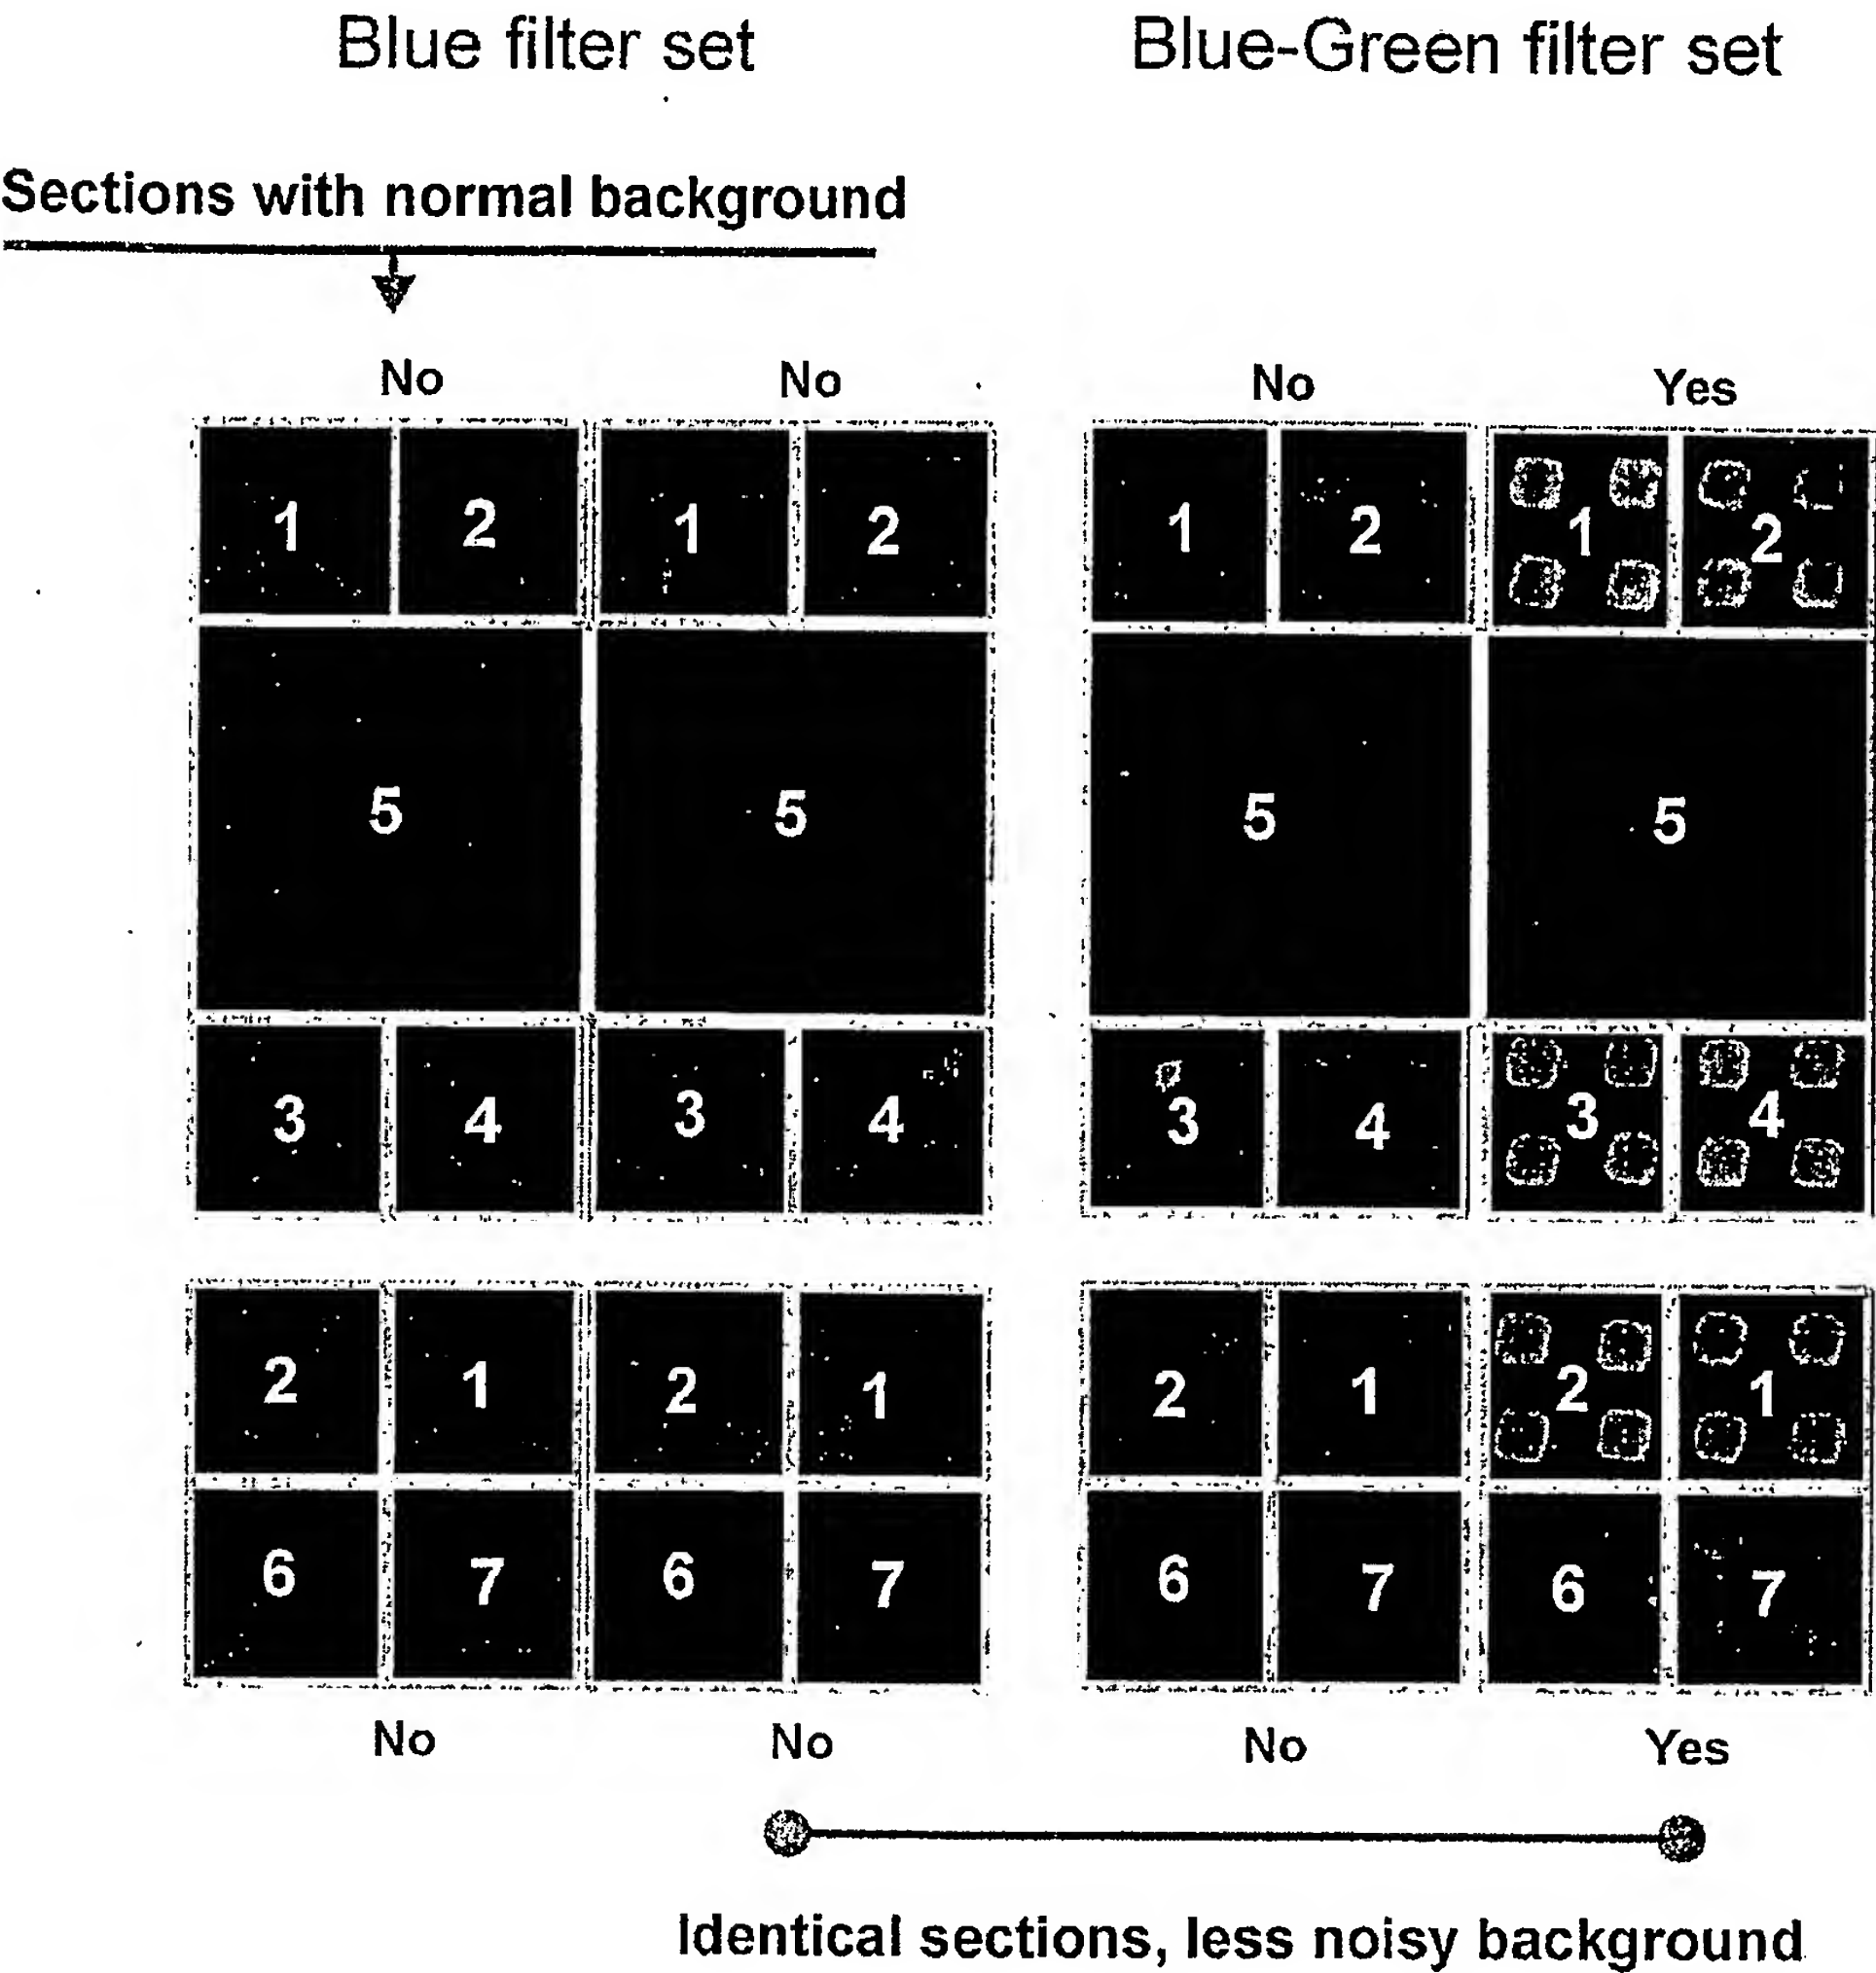 Blue filter set Blue-Green filter set
Sections with normal background
No No No Yes
1 2 1 2 1 2 1 2
5 5 5 5
3 4 3 4 3 4 3 4
2 1 2 1 2 1 2 1
6 7 6 7 6 7 6 7
No No No Yes
Identical sections, less noisy background